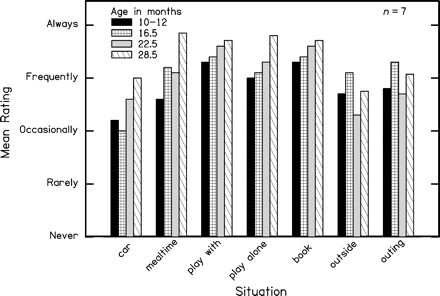 Age in months
10-12
16.5
22.5
28.5
n = 7
Mean Rating
Always
Frequently
Occasionally
Rarely
Never
car
mealtime
play with
play alone
book
outside
outing
Situation